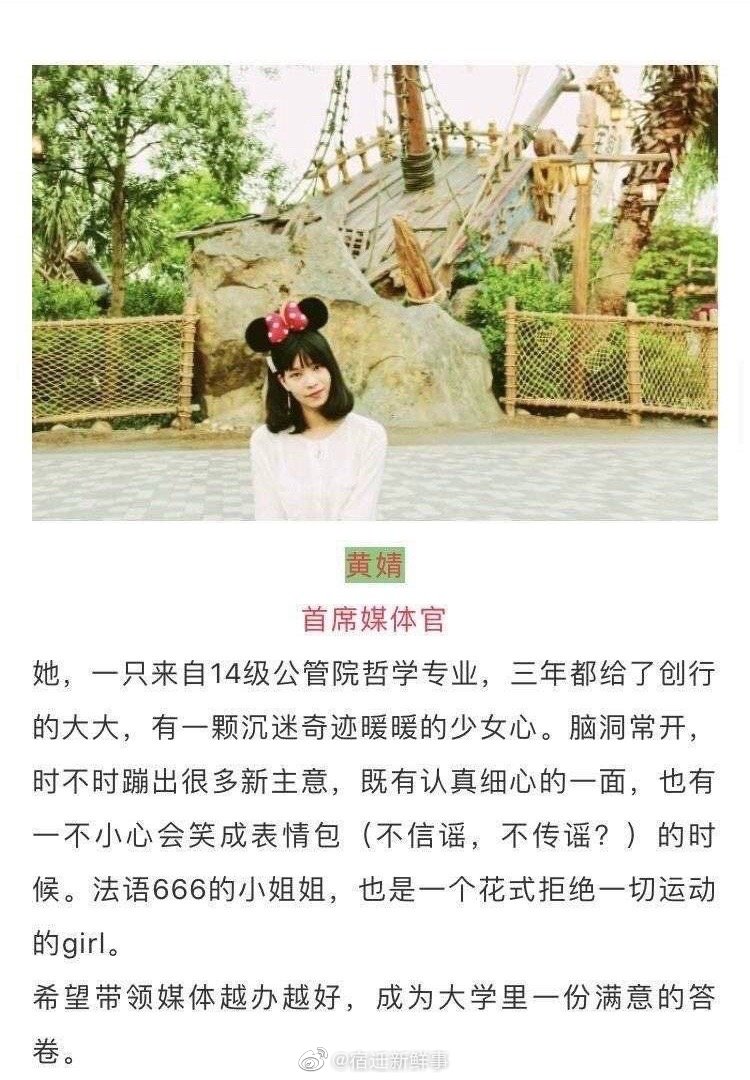 黄婧
首席媒体官
她，一只来自14级公管院哲学专业，三年都给了创行
的大大，有一颗沉迷奇迹暖暖的少女心。脑洞常开，
时不时蹦出很多新主意，既有认真细心的一面，也有
一不小心会笑成表情包（不信谣，不传谣？）的时
候。法语666的小姐姐，也是一个花式拒绝一切运动
的girl。
希望带领媒体越办越好，成为大学里一份满意的答
卷。
@宿迁新鲜事